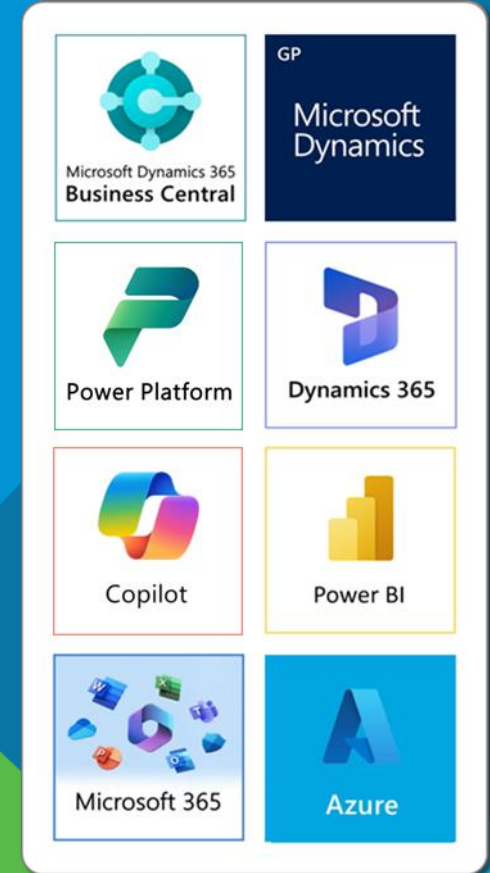 Microsoft Dynamics 365
Business Central
GP
Microsoft
Dynamics
Power Platform
Dynamics 365
Copilot
Power BI
W
X
T
P
O
Microsoft 365
Azure